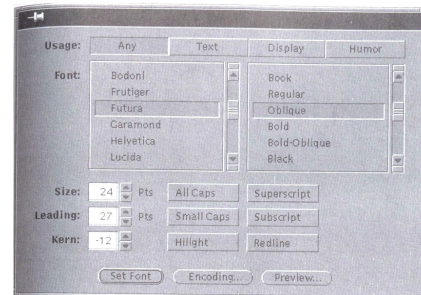 Usage: Any Text Display Humor
Font: Bodoni Book
Frutiger Regular
Futura Oblique
Garamond Bold
Helvetica Bold-Oblique
Lucida Black
Size: 24 Pts All Caps Superscript
Leading: 27 Pts Small Caps Subscript
Kern: -12 Hilight Redline
Set Font Encoding... Preview...